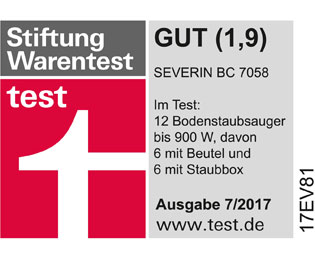 Stiftung
Warentest
test
GUT (1,9)
SEVERIN BC 7058
Im Test:
12 Bodenstaubsauger
bis 900 W, davon
6 mit Beutel und
6 mit Staubbox
Ausgabe 7/2017
www.test.de
17EV81